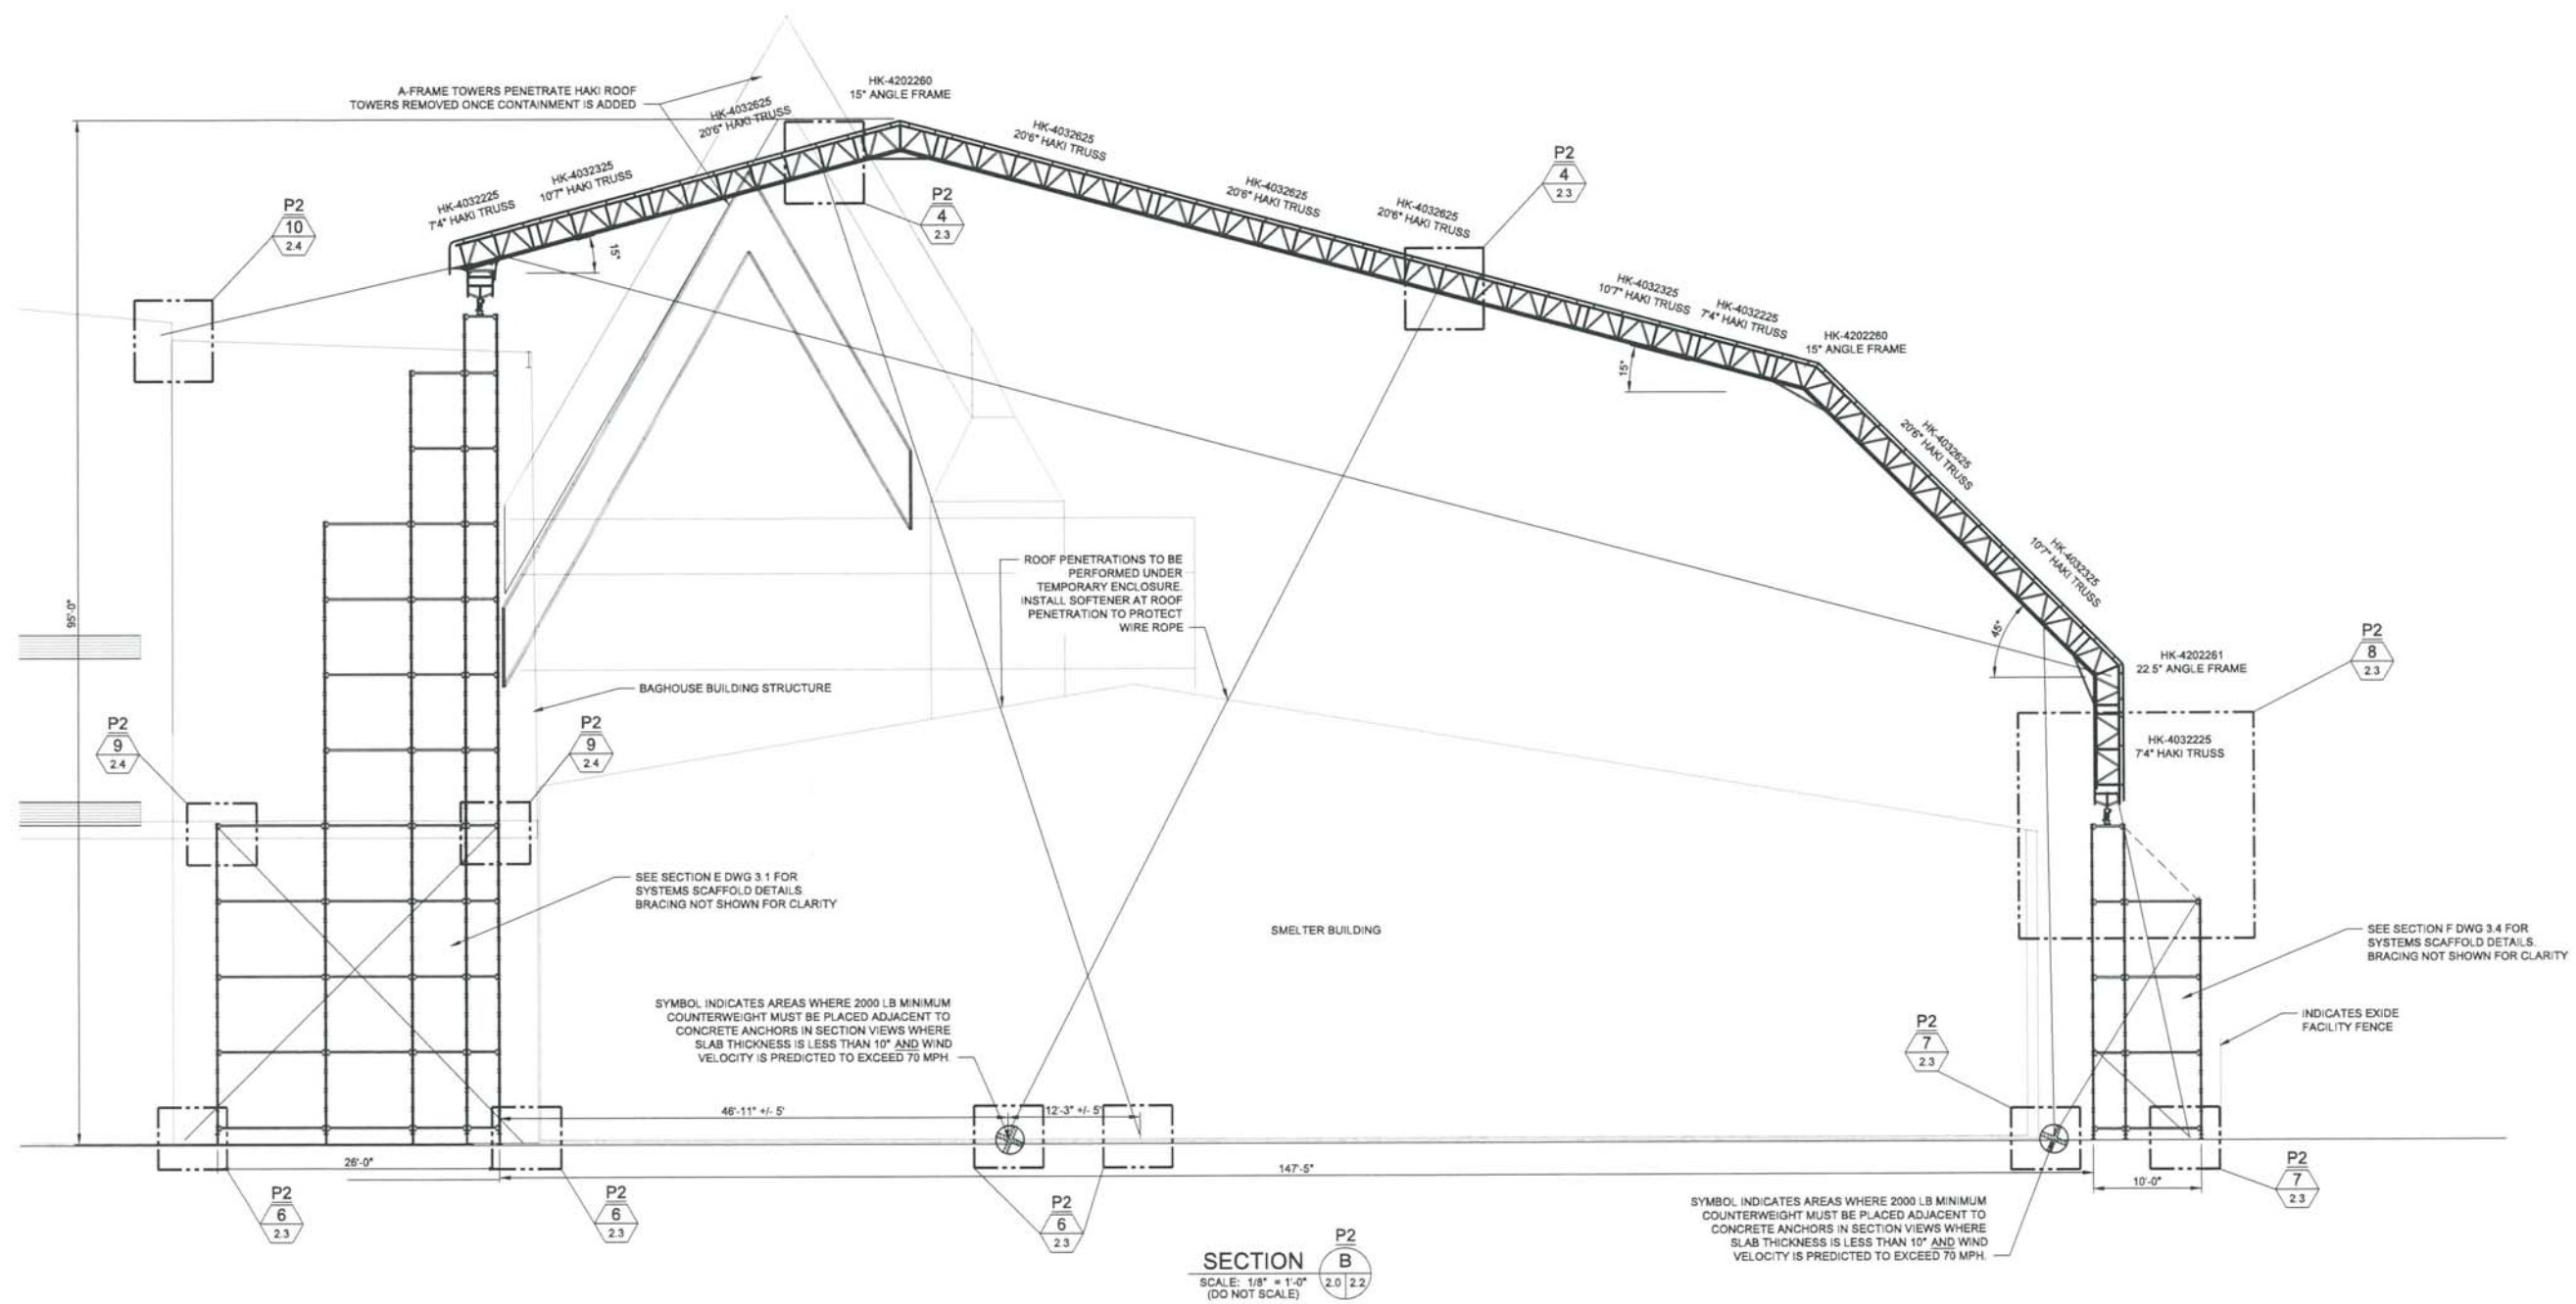 A-FRAME TOWERS PENETRATE HAKI ROOF
TOWERS REMOVED ONCE CONTAINMENT IS ADDED
HK-4202260
15° ANGLE FRAME
HK-4032625
20'6" HAKI TRUSS
HK-4032325
10'7" HAKI TRUSS
HK-4032225
7'4" HAKI TRUSS
HK-4032625
20'6" HAKI TRUSS
HK-4032625
20'6" HAKI TRUSS
HK-4032625
20'6" HAKI TRUSS
P2
4
2.3
P2
4
2.3
P2
10
2.4
15°
HK-4032325
10'7" HAKI TRUSS
HK-4032225
7'4" HAKI TRUSS
HK-4202260
15° ANGLE FRAME
15°
HK-4032625
20'6" HAKI TRUSS
HK-4032325
10'7" HAKI TRUSS
45°
HK-4202261
22.5° ANGLE FRAME
P2
8
2.3
HK-4032225
7'4" HAKI TRUSS
95'-0"
ROOF PENETRATIONS TO BE
PERFORMED UNDER
TEMPORARY ENCLOSURE.
INSTALL SOFTENER AT ROOF
PENETRATION TO PROTECT
WIRE ROPE
BAGHOUSE BUILDING STRUCTURE
P2
9
2.4
P2
9
2.4
SEE SECTION E DWG 3.1 FOR
SYSTEMS SCAFFOLD DETAILS
BRACING NOT SHOWN FOR CLARITY
SMELTER BUILDING
SEE SECTION F DWG 3.4 FOR
SYSTEMS SCAFFOLD DETAILS.
BRACING NOT SHOWN FOR CLARITY
SYMBOL INDICATES AREAS WHERE 2000 LB MINIMUM
COUNTERWEIGHT MUST BE PLACED ADJACENT TO
CONCRETE ANCHORS IN SECTION VIEWS WHERE
SLAB THICKNESS IS LESS THAN 10" AND WIND
VELOCITY IS PREDICTED TO EXCEED 70 MPH
INDICATES EXIDE
FACILITY FENCE
P2
7
2.3
46'-11" +/- 5'
12'-3" +/- 5'
26'-0"
147'-5"
10'-0"
P2
6
2.3
P2
6
2.3
P2
6
2.3
P2
7
2.3
SYMBOL INDICATES AREAS WHERE 2000 LB MINIMUM
COUNTERWEIGHT MUST BE PLACED ADJACENT TO
CONCRETE ANCHORS IN SECTION VIEWS WHERE
SLAB THICKNESS IS LESS THAN 10" AND WIND
VELOCITY IS PREDICTED TO EXCEED 70 MPH.
SECTION
SCALE: 1/8" = 1'-0"
(DO NOT SCALE)
P2
B
2.0 2.2